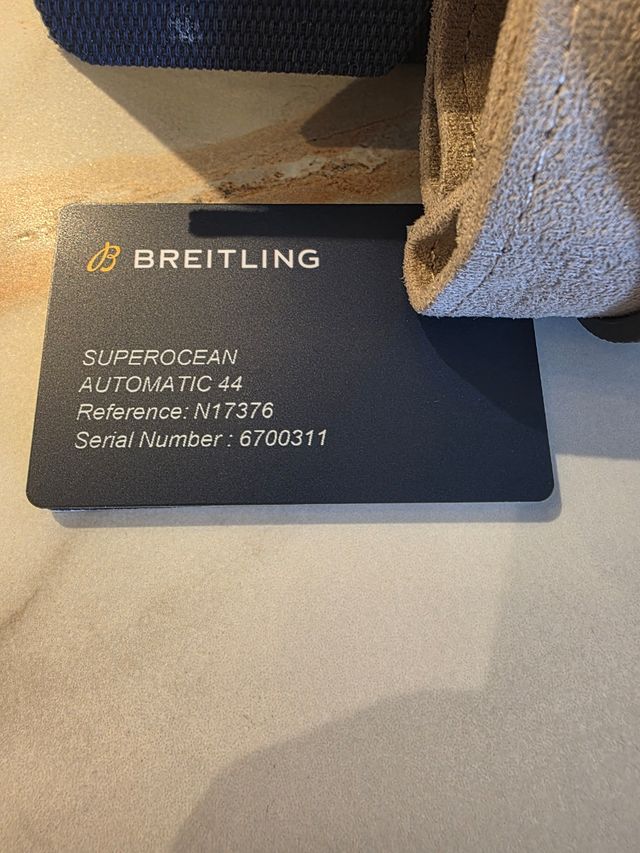 BREITLING
SUPEROCEAN
AUTOMATIC 44
Reference: N17376
Serial Number : 6700311